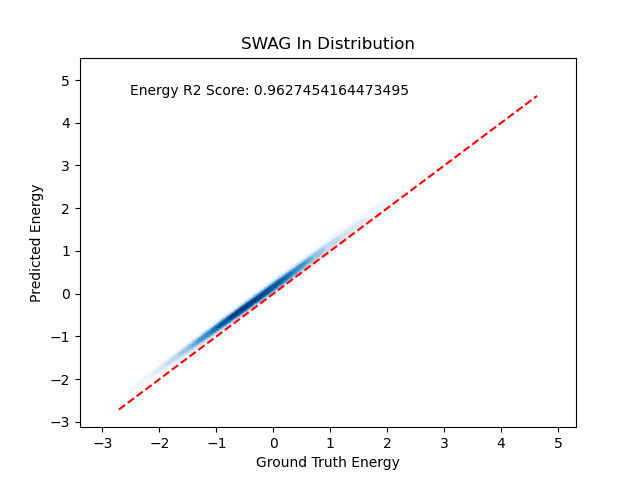 SWAG In Distribution
Energy R2 Score: 0.9627454164473495
Predicted Energy
5
4
3
2
1
0
−1
−2
−3
−3 −2 −1 0 1 2 3 4 5
Ground Truth Energy